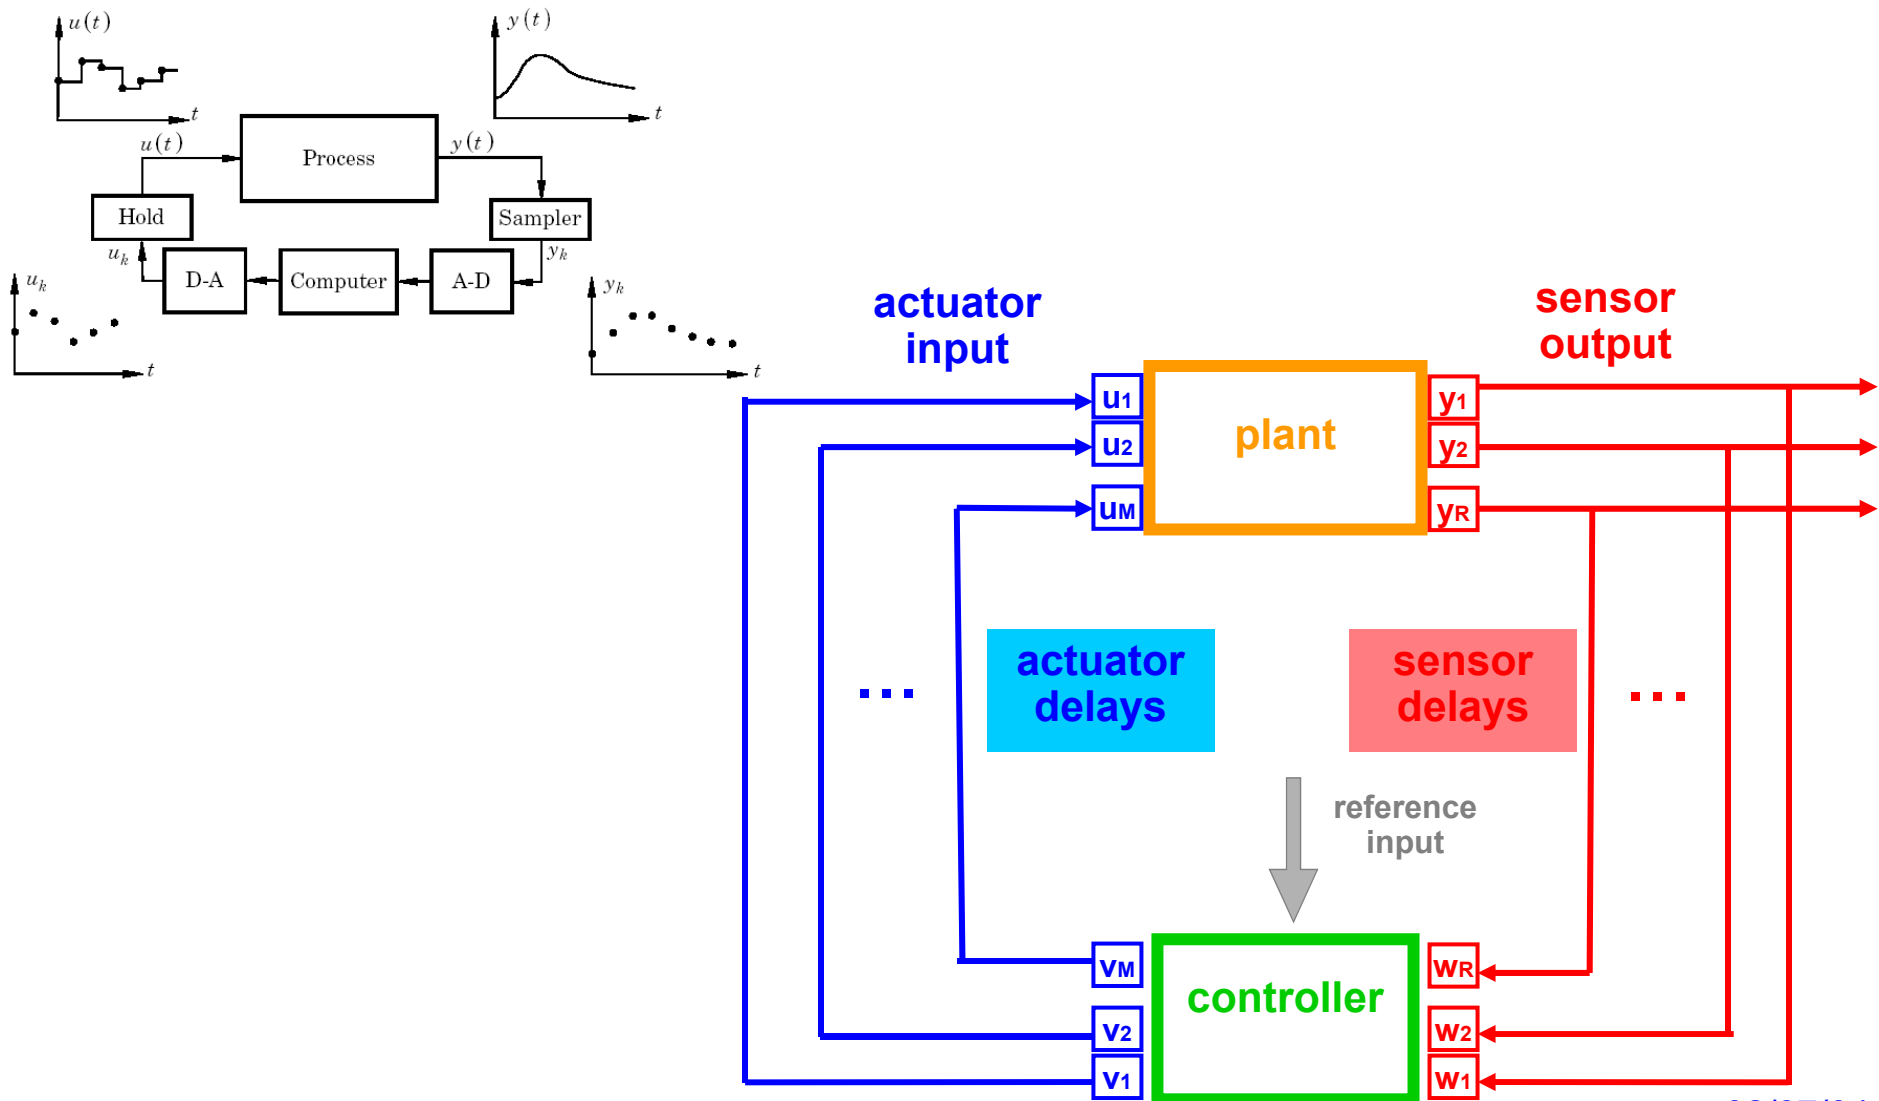 u(t)
t
y(t)
t
u(t)
Process
y(t)
Hold
Sampler
u_k
y_k
D-A
Computer
A-D
u_k
t
y_k
t
actuator
input
sensor
output
u1
u2
uM
plant
y1
y2
yR
actuator
delays
...
sensor
delays
...
reference
input
vM
v2
v1
controller
wR
w2
w1